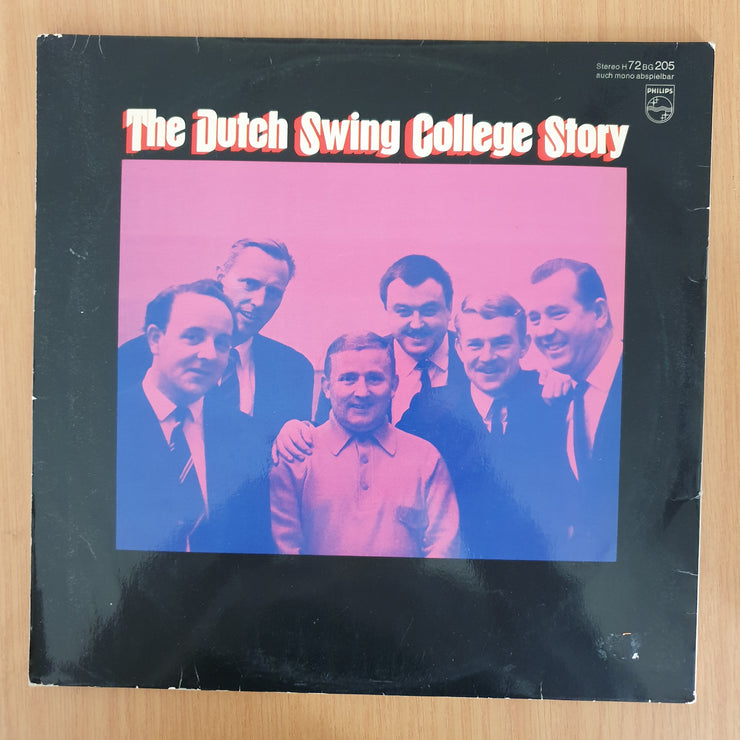 Stereo H 72 BG 205
auch mono abspielbar
PHILIPS
The Dutch Swing College Story